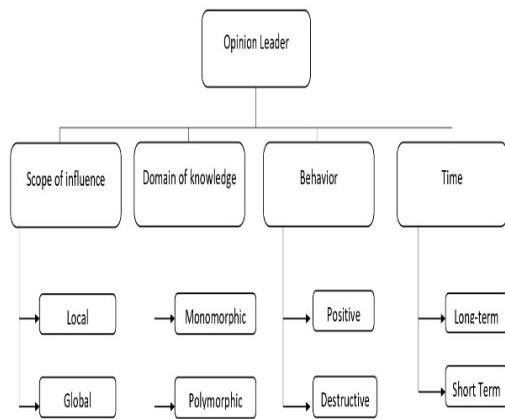 Opinion Leader
Scope of influence
Domain of knowledge
Behavior
Time
Local
Monomorphic
Positive
Long-term
Global
Polymorphic
Destructive
Short Term